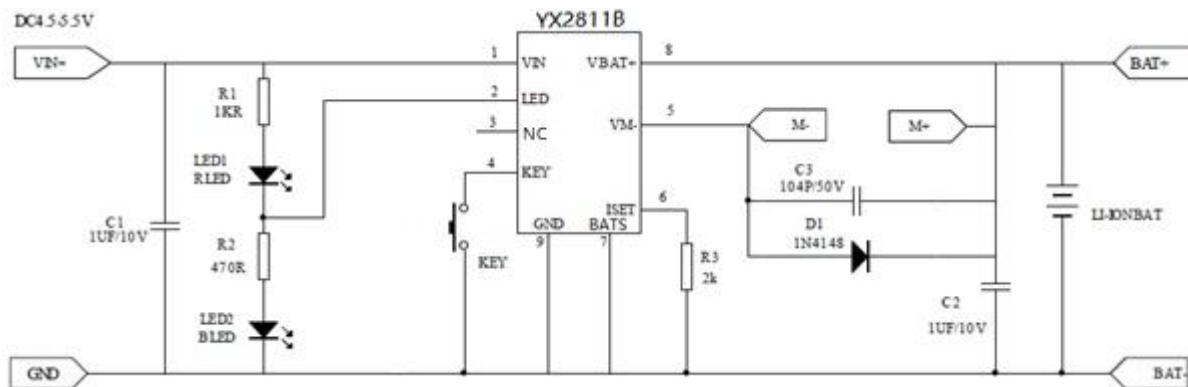 DC4.5-5.5V
YX2811B
VIN=
1
VIN
VBAT+
8
BAT+
R1
1KR
2
LED
5
VM-
M-
M+
3
NC
LED1
RLED
4
KEY
C3
104P/50V
6
ISET
C1
1UF/10V
GND
9
BATS
7
D1
1N4148
LI-IONBAT
R2
470R
KEY
R3
2k
LED2
BLED
C2
1UF/10V
GND
BAT-